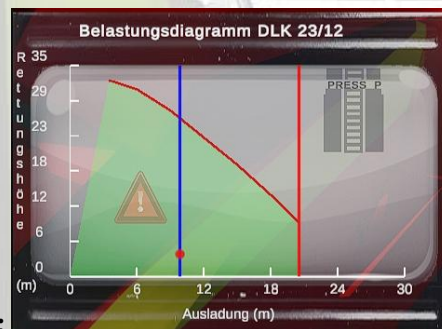 Belastungsdiagramm DLK 23/12
Rettungshöhe
35
29
23
18
12
6
0
(m)
PRESS P
0 6 12 18 24 30
Ausladung (m)